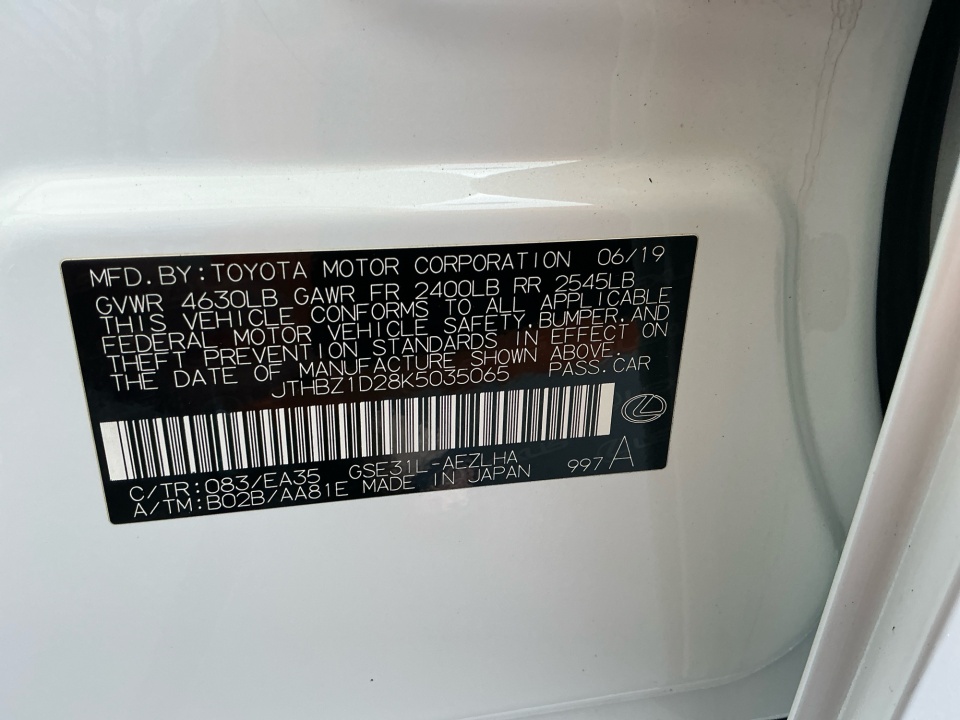 MFD.BY:TOYOTA MOTOR CORPORATION 06/19
GVWR 4630LB GAWR FR 2400LB RR 2545LB
THIS VEHICLE CONFORMS TO ALL APPLICABLE
FEDERAL MOTOR VEHICLE SAFETY,BUMPER,AND
THEFT PREVENTION STANDARDS IN EFFECT ON
THE DATE OF MANUFACTURE SHOWN ABOVE.
JTHBZ1D28K5035065 PASS.CAR
C/TR:083/EA35 GSE31L-AEZLHA 997A
A/TM:B02B/AA81E MADE IN JAPAN